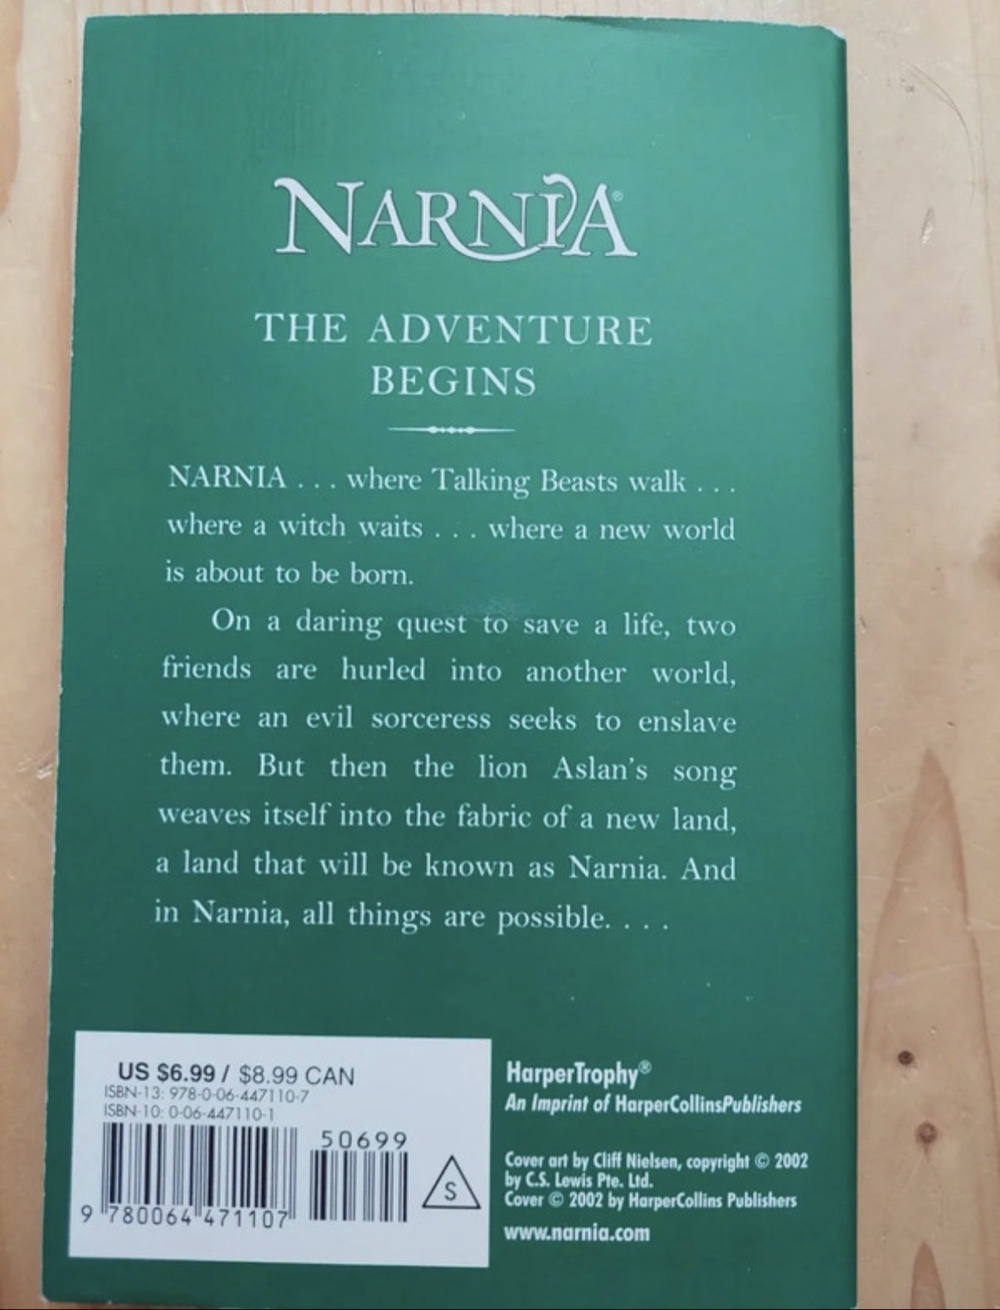 NARNIA®
THE ADVENTURE
BEGINS
NARNIA . . . where Talking Beasts walk . . .
where a witch waits . . . where a new world
is about to be born.
On a daring quest to save a life, two
friends are hurled into another world,
where an evil sorceress seeks to enslave
them. But then the lion Aslan's song
weaves itself into the fabric of a new land,
a land that will be known as Narnia. And
in Narnia, all things are possible. . . .
US $6.99 / $8.99 CAN
ISBN-13: 978-0-06-447110-7
ISBN-10: 0-06-447110-1
50699
9 780064 471107
S
HarperTrophy®
An Imprint of HarperCollinsPublishers
Cover art by Cliff Nielsen, copyright © 2002
by C.S. Lewis Pte. Ltd.
Cover © 2002 by HarperCollins Publishers
www.narnia.com